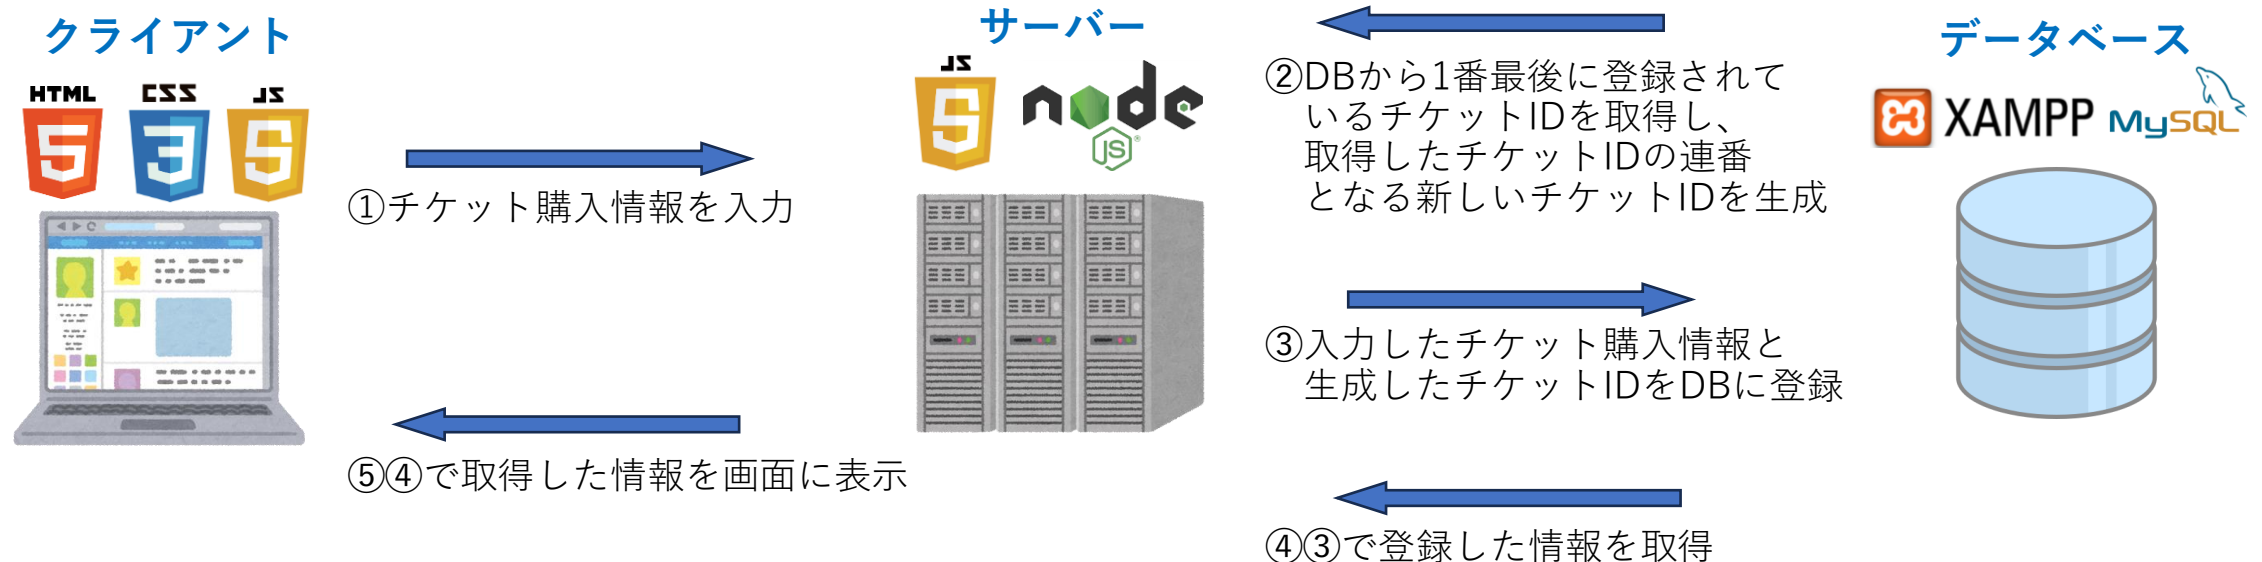 クライアント
HTML
CSS
JS
①チケット購入情報を入力
⑤④で取得した情報を画面に表示
サーバー
JS
node
JS
②DBから1番最後に登録されて
いるチケットIDを取得し、
取得したチケットIDの連番
となる新しいチケットIDを生成
③入力したチケット購入情報と
生成したチケットIDをDBに登録
④③で登録した情報を取得
データベース
XAMPP
MySQL